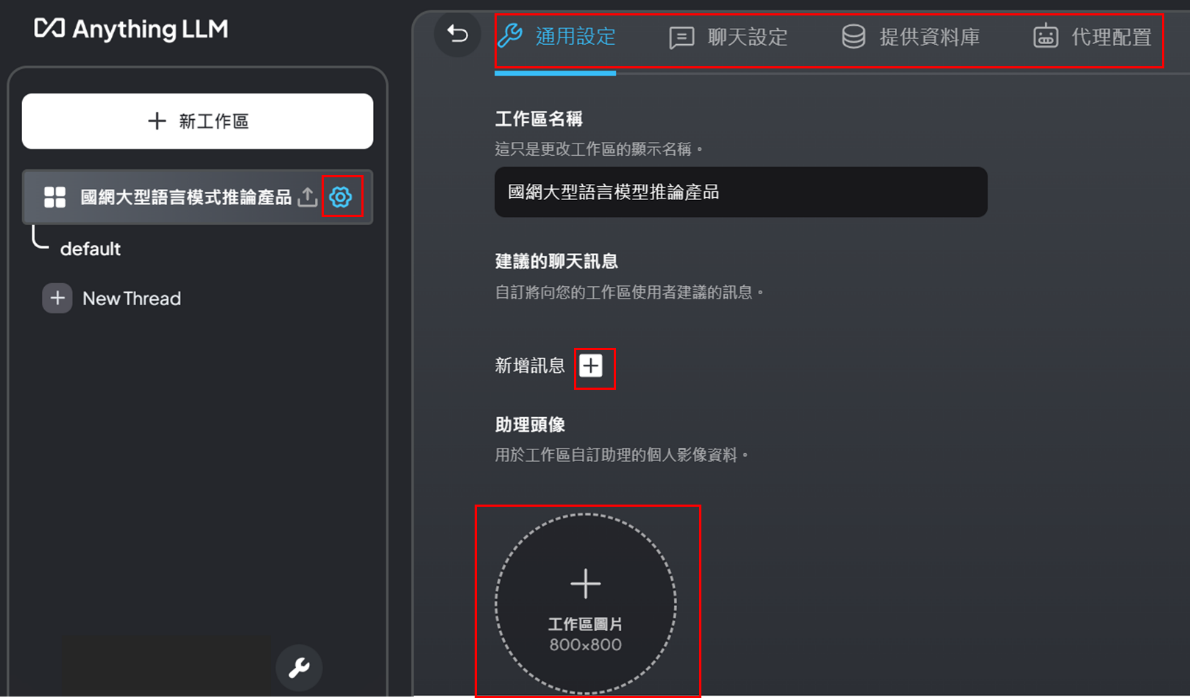 Anything LLM
新工作區
國網大型語言模式推論產品
default
New Thread
通用設定 聊天設定 提供資料庫 代理配置
工作區名稱
這只是更改工作區的顯示名稱。
國網大型語言模型推論產品
建議的聊天訊息
自訂將向您的工作區使用者建議的訊息。
新增訊息
助理頭像
用於工作區自訂助理的個人影像資料。
工作區圖片
800x800